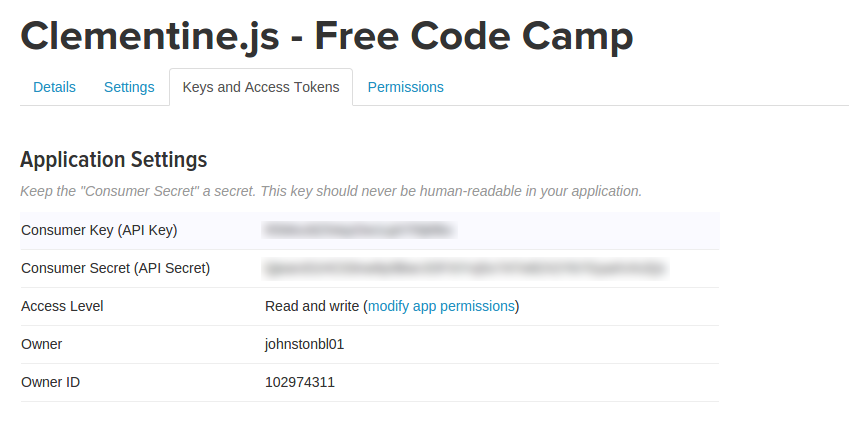 Clementine.js - Free Code Camp
Details Settings Keys and Access Tokens Permissions
Application Settings
Keep the "Consumer Secret" a secret. This key should never be human-readable in your application.
Consumer Key (API Key)
Consumer Secret (API Secret)
Access Level Read and write (modify app permissions)
Owner johnstonbl01
Owner ID 102974311